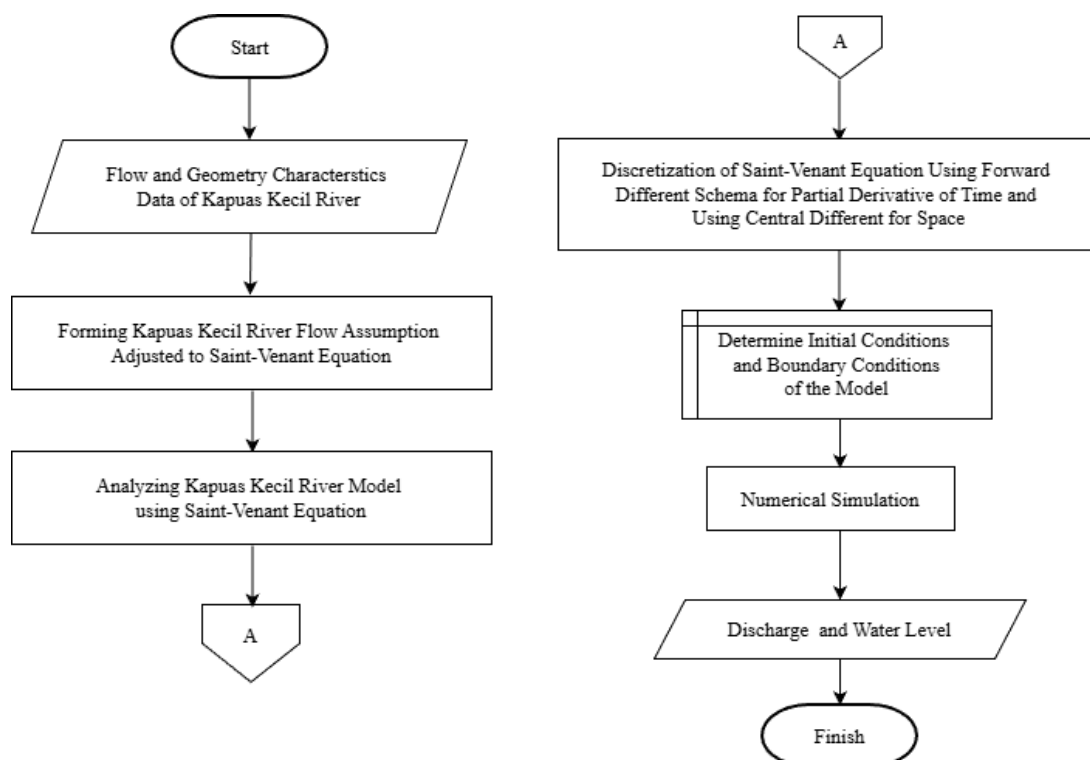 Start
Flow and Geometry Characterstics
Data of Kapuas Kecil River
Forming Kapuas Kecil River Flow Assumption
Adjusted to Saint-Venant Equation
Analyzing Kapuas Kecil River Model
using Saint-Venant Equation
A
A
Discretization of Saint-Venant Equation Using Forward
Different Schema for Partial Derivative of Time and
Using Central Different for Space
Determine Initial Conditions
and Boundary Conditions
of the Model
Numerical Simulation
Discharge and Water Level
Finish